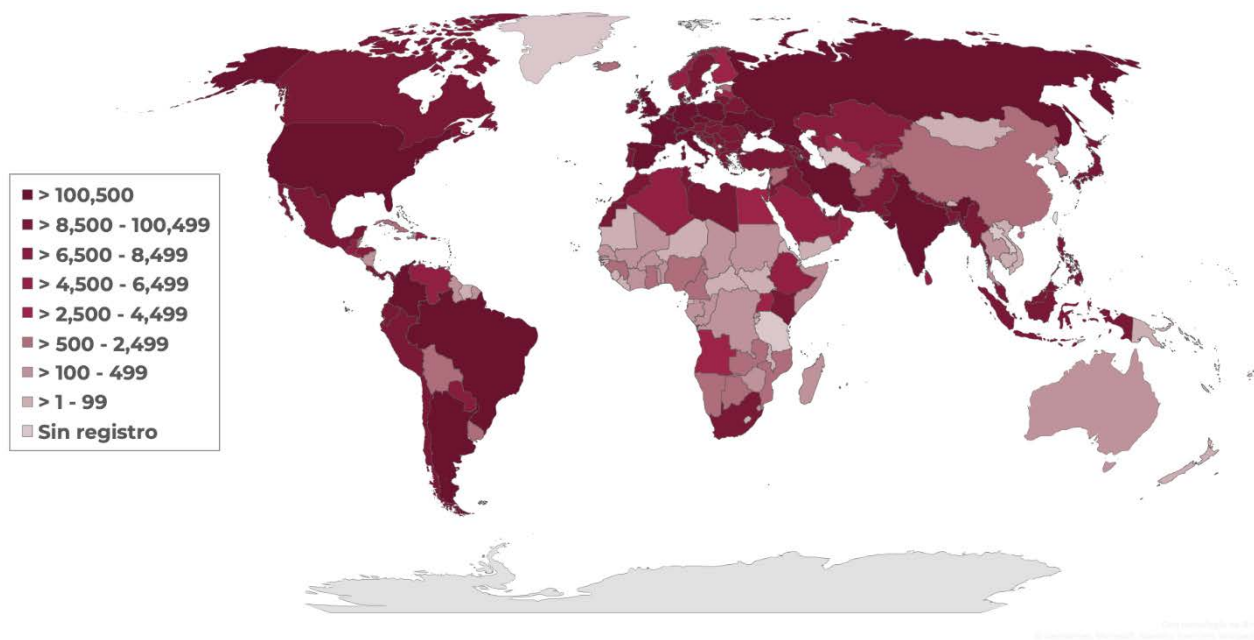 > 100,500
> 8,500 - 100,499
> 6,500 - 8,499
> 4,500 - 6,499
> 2,500 - 4,499
> 500 - 2,499
> 100 - 499
> 1 - 99
Sin registro